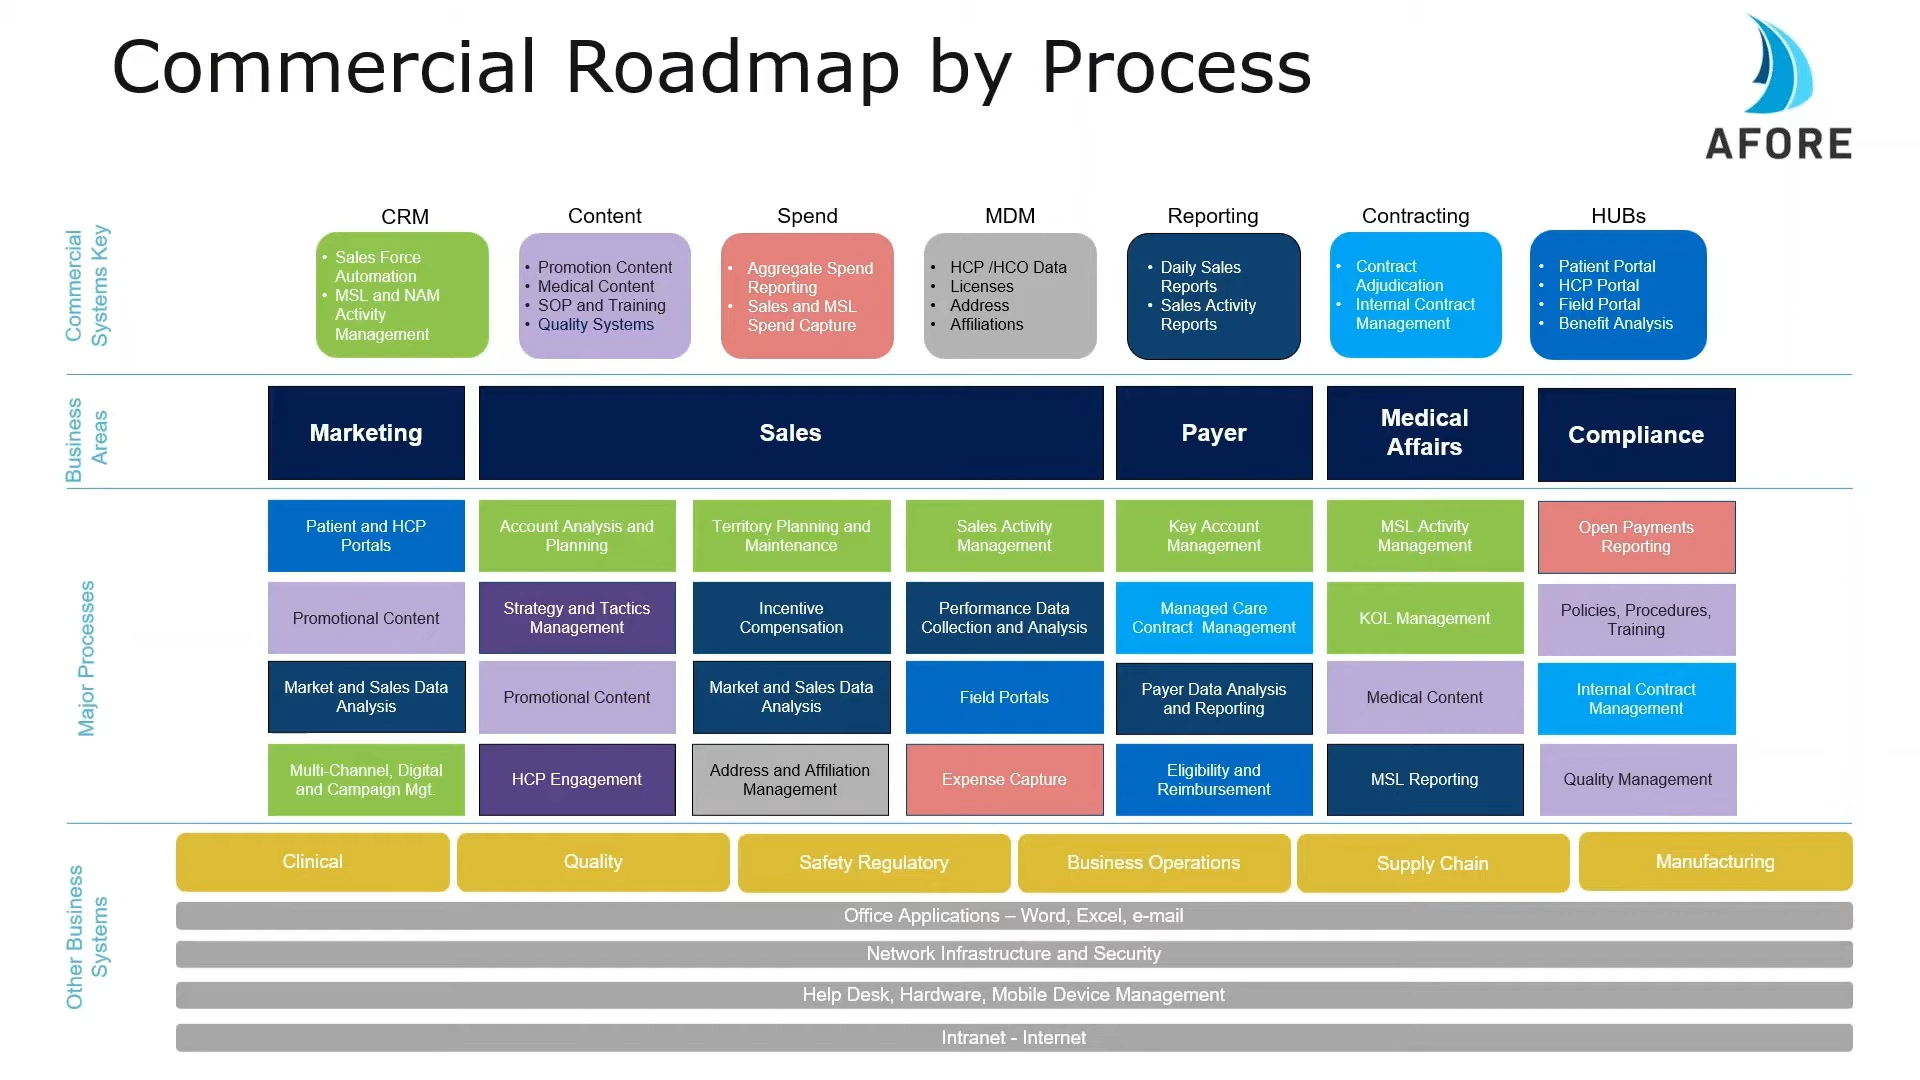 Commercial Roadmap by Process
AFORE
Commercial
Systems Key
CRM
• Sales Force
Automation
• MSL and NAM
Activity
Management
Content
• Promotion Content
• Medical Content
• SOP and Training
• Quality Systems
Spend
• Aggregate Spend
Reporting
• Sales and MSL
Spend Capture
MDM
• HCP /HCO Data
• Licenses
• Address
• Affiliations
Reporting
• Daily Sales
Reports
• Sales Activity
Reports
Contracting
• Contract
Adjudication
• Internal Contract
Management
HUBs
• Patient Portal
• HCP Portal
• Field Portal
• Benefit Analysis
Business
Areas
Marketing
Sales
Payer
Medical
Affairs
Compliance
Major Processes
Patient and HCP
Portals
Account Analysis and
Planning
Territory Planning and
Maintenance
Sales Activity
Management
Key Account
Management
MSL Activity
Management
Open Payments
Reporting
Promotional Content
Strategy and Tactics
Management
Incentive
Compensation
Performance Data
Collection and Analysis
Managed Care
Contract Management
KOL Management
Policies, Procedures,
Training
Market and Sales Data
Analysis
Promotional Content
Market and Sales Data
Analysis
Field Portals
Payer Data Analysis
and Reporting
Medical Content
Internal Contract
Management
Multi-Channel, Digital
and Campaign Mgt.
HCP Engagement
Address and Affiliation
Management
Expense Capture
Eligibility and
Reimbursement
MSL Reporting
Quality Management
Other Business
Systems
Clinical
Quality
Safety Regulatory
Business Operations
Supply Chain
Manufacturing
Office Applications – Word, Excel, e-mail
Network Infrastructure and Security
Help Desk, Hardware, Mobile Device Management
Intranet - Internet